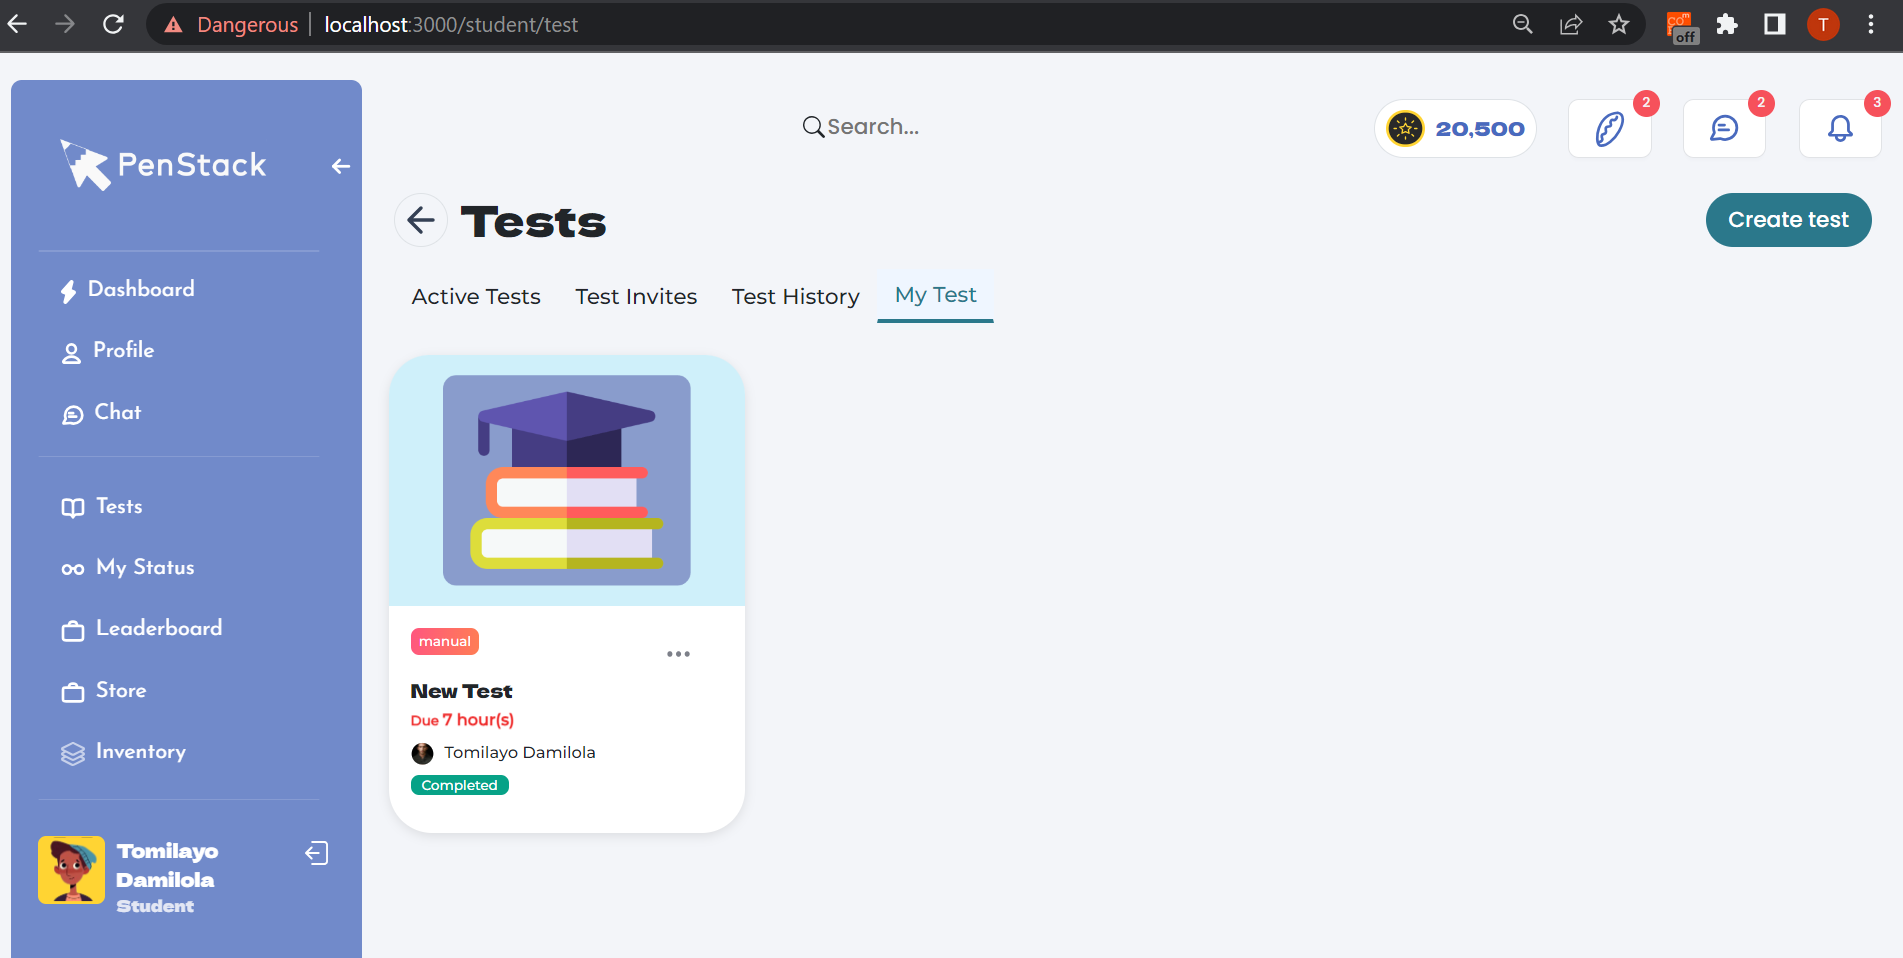 Dangerous localhost:3000/student/test
off
T
PenStack
Search...
20,500
2
2
3
Tests
Create test
Active Tests Test Invites Test History My Test
Dashboard
Profile
Chat
Tests
My Status
Leaderboard
Store
Inventory
manual
New Test
Due 7 hour(s)
Tomilayo Damilola
Completed
Tomilayo
Damilola
Student